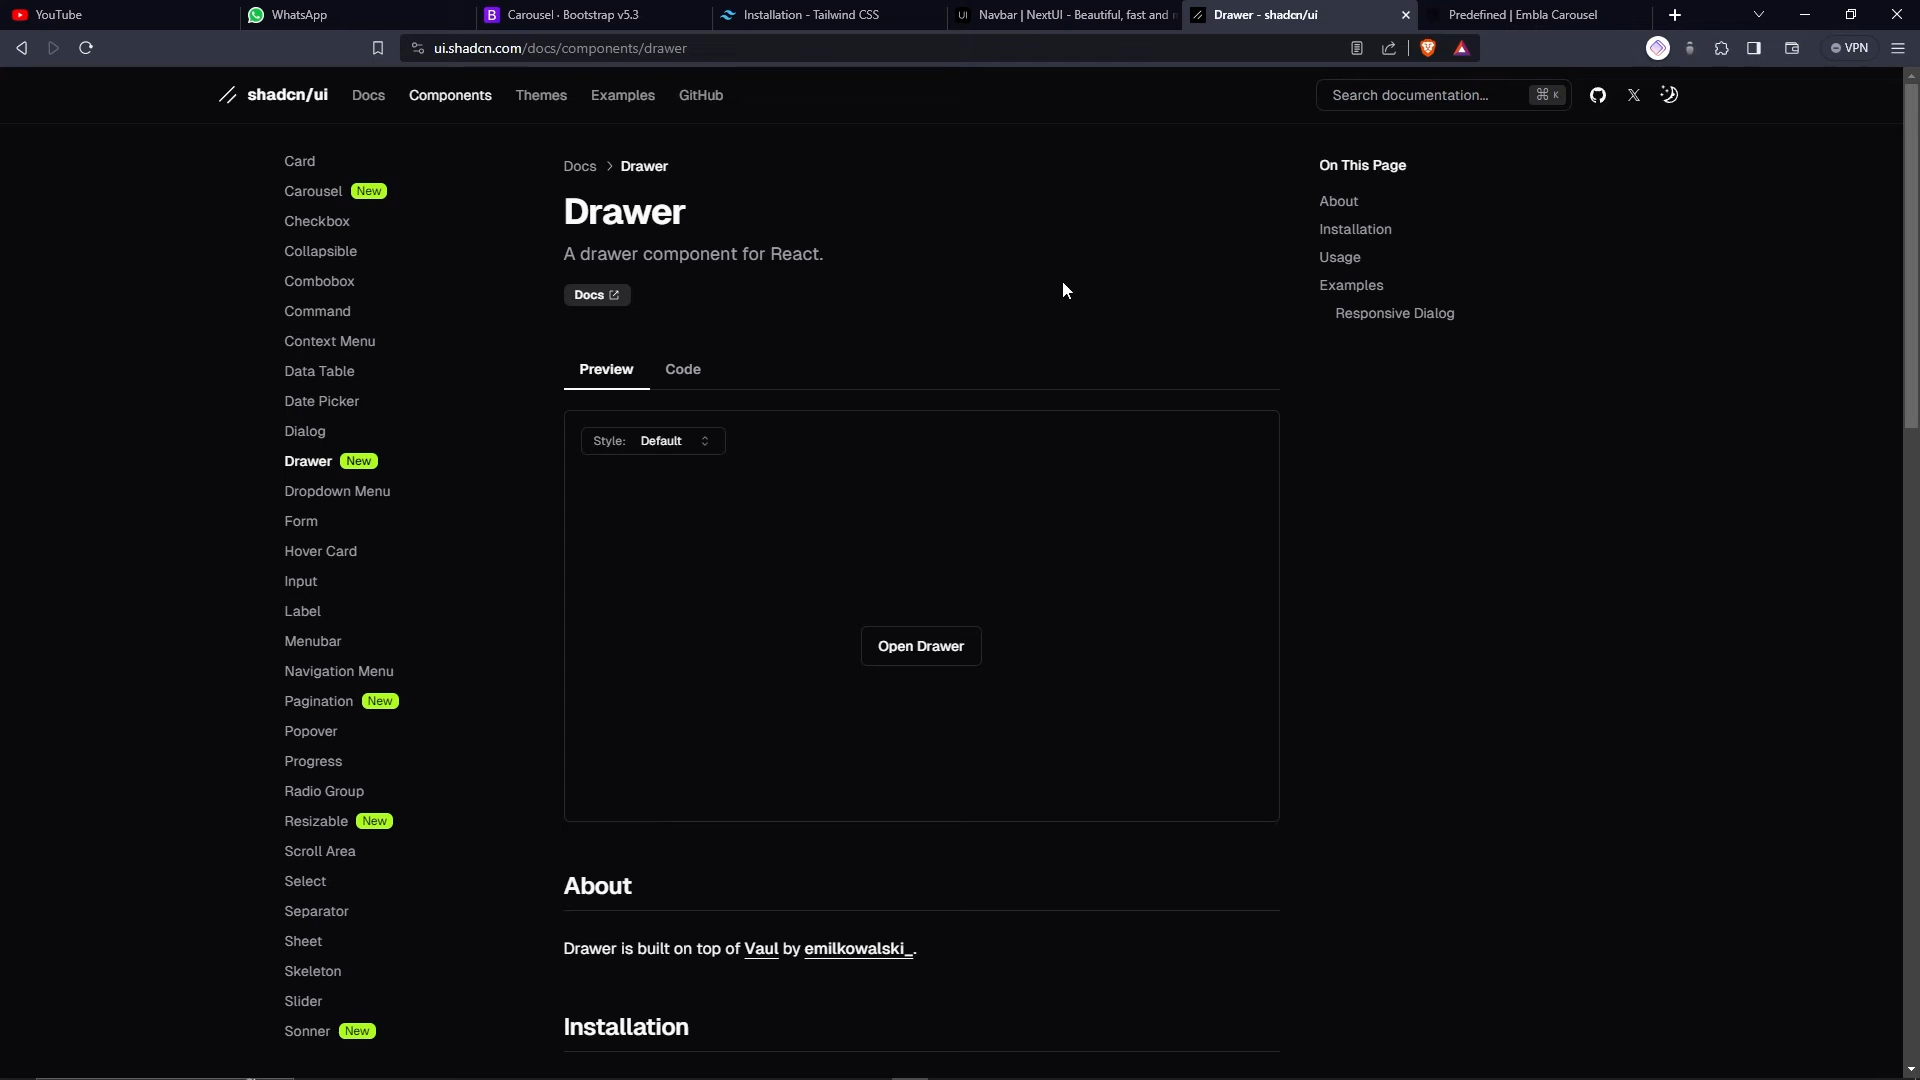 YouTube
WhatsApp
B Carousel · Bootstrap v5.3
Installation - Tailwind CSS
UI Navbar | NextUI - Beautiful, fast and
Drawer - shadcn/ui
Predefined | Embla Carousel
ui.shadcn.com/docs/components/drawer
VPN
shadcn/ui
Docs
Components
Themes
Examples
GitHub
Search documentation...
⌘ K
Card
Carousel New
Checkbox
Collapsible
Combobox
Command
Context Menu
Data Table
Date Picker
Dialog
Drawer New
Dropdown Menu
Form
Hover Card
Input
Label
Menubar
Navigation Menu
Pagination New
Popover
Progress
Radio Group
Resizable New
Scroll Area
Select
Separator
Sheet
Skeleton
Slider
Sonner New
Docs > Drawer
Drawer
A drawer component for React.
Docs
Preview
Code
Style: Default
Open Drawer
About
Drawer is built on top of Vaul by emilkowalski_.
Installation
On This Page
About
Installation
Usage
Examples
Responsive Dialog